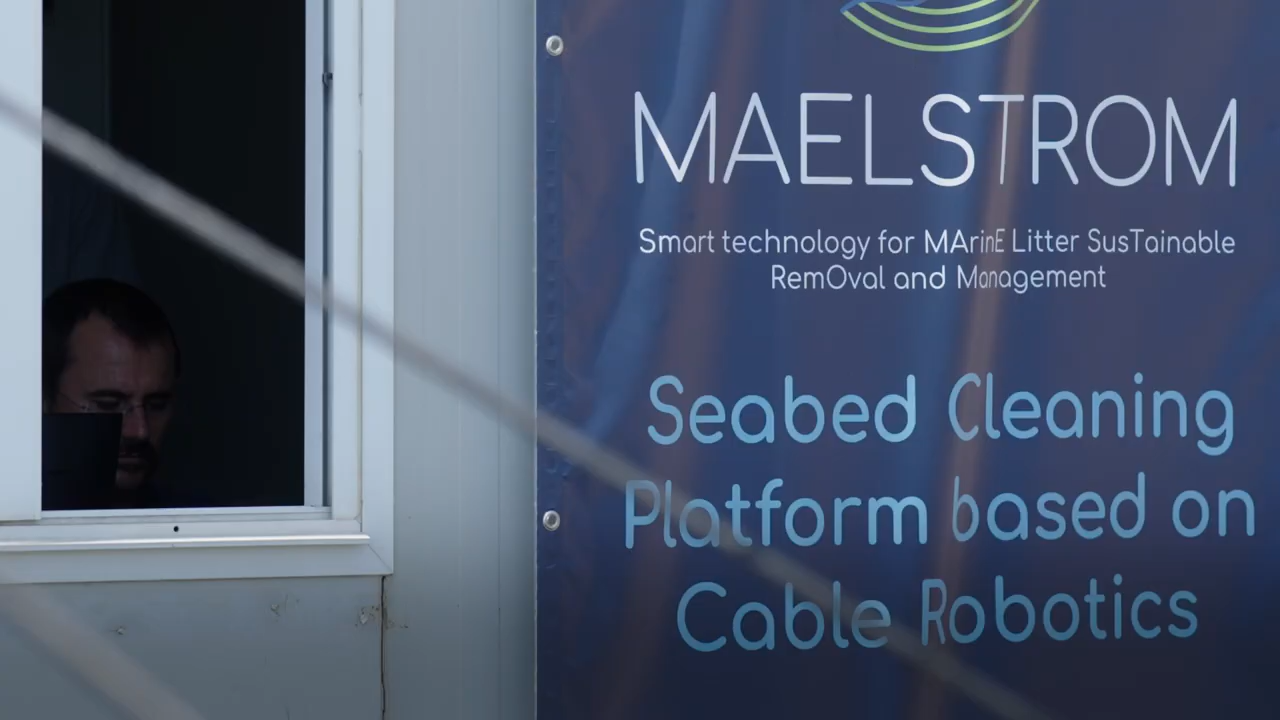 MAELSTROM
Smart technology for MArinE Litter SusTainable
RemOval and Management
Seabed Cleaning
Platform based on
Cable Robotics